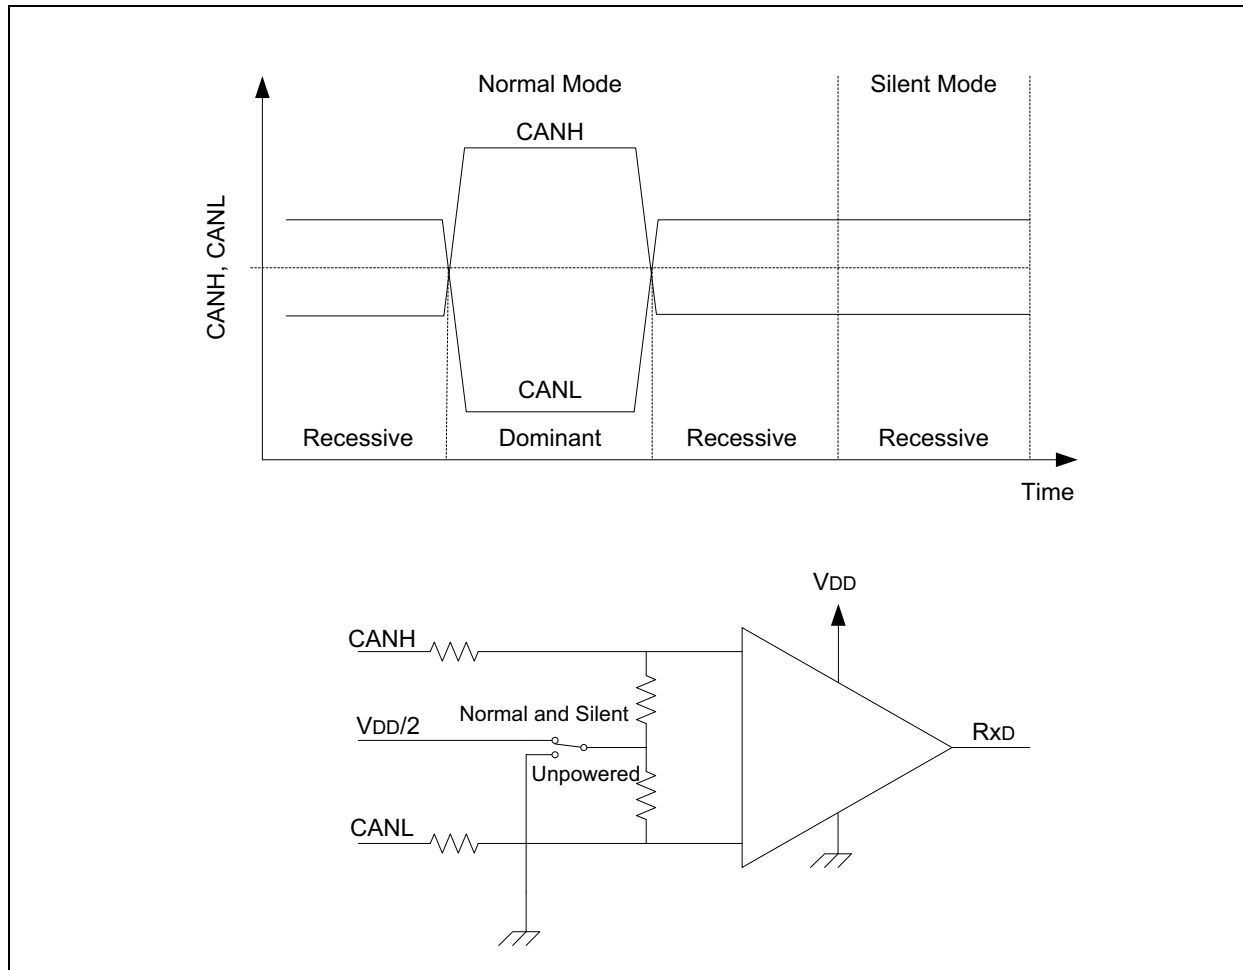 Normal Mode
Silent Mode
CANH
CANH, CANL
CANL
Recessive
Dominant
Recessive
Recessive
Time
VDD
CANH
Normal and Silent
VDD/2
RXD
Unpowered
CANL